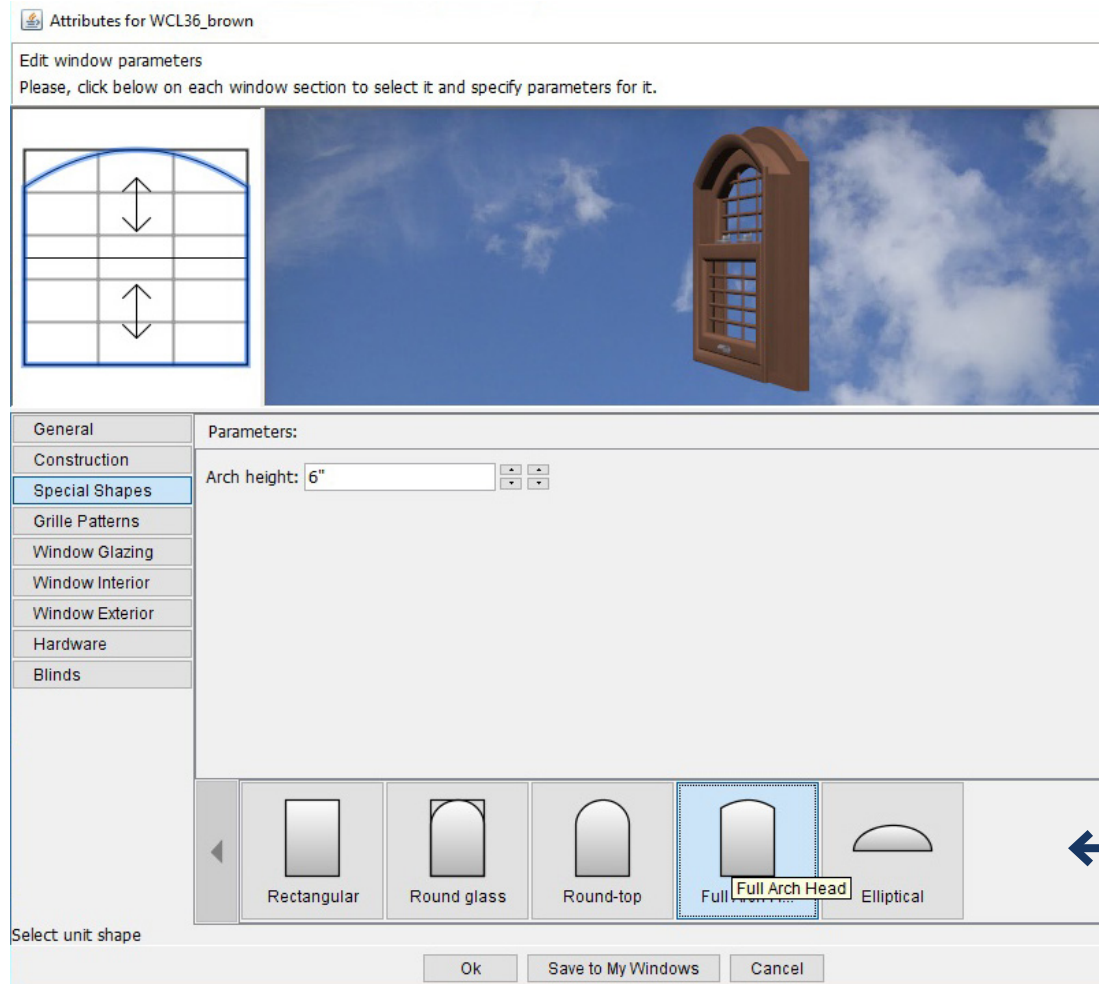 Attributes for WCL36_brown
Edit window parameters
Please, click below on each window section to select it and specify parameters for it.
General
Construction
Special Shapes
Grille Patterns
Window Glazing
Window Interior
Window Exterior
Hardware
Blinds
Parameters:
Arch height: 6"
Rectangular
Round glass
Round-top
Full Arch H...
Full Arch Head
Elliptical
Select unit shape
Ok
Save to My Windows
Cancel